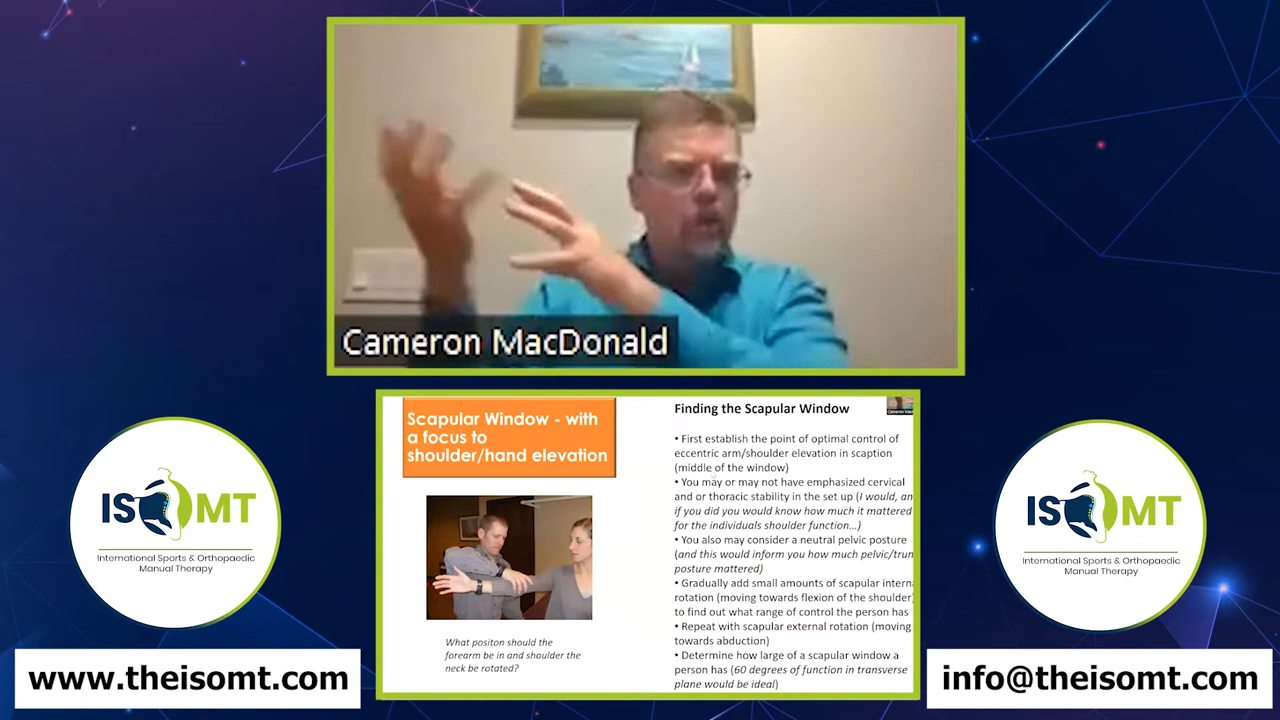 Cameron MacDonald
Scapular Window - with
a focus to
shoulder/hand elevation
What positon should the
forearm be in and shoulder the
neck be rotated?
Finding the Scapular Window
• First establish the point of optimal control of
eccentric arm/shoulder elevation in scaption
(middle of the window)
• You may or may not have emphasized cervical
and or thoracic stability in the set up (I would, an
if you did you would know how much it mattered
for the individuals shoulder function...)
• You also may consider a neutral pelvic posture
(and this would inform you how much pelvic/trun
posture mattered)
• Gradually add small amounts of scapular intern
rotation (moving towards flexion of the shoulder)
to find out what range of control the person has
• Repeat with scapular external rotation (moving
towards abduction)
• Determine how large of a scapular window a
person has (60 degrees of function in transverse
plane would be ideal)
ISOMT
International Sports & Orthopaedic
Manual Therapy
ISOMT
International Sports & Orthopaedic
Manual Therapy
www.theisomt.com
info@theisomt.com